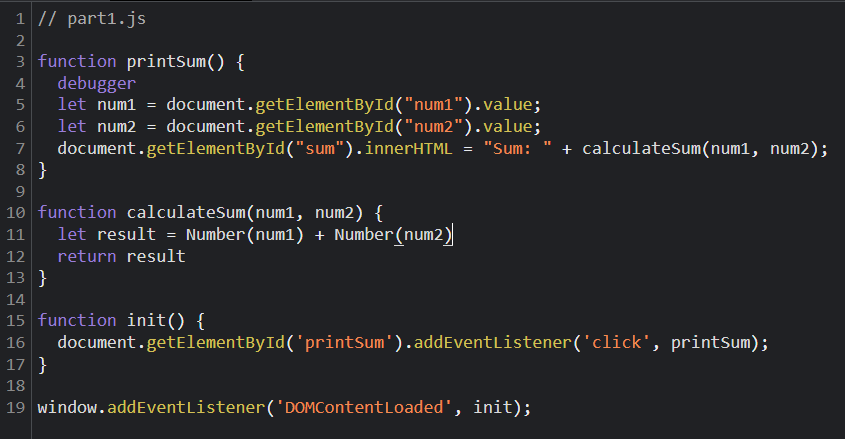 1 // part1.js
2
3 function printSum() {
4   debugger
5   let num1 = document.getElementById("num1").value;
6   let num2 = document.getElementById("num2").value;
7   document.getElementById("sum").innerHTML = "Sum: " + calculateSum(num1, num2);
8 }
9
10 function calculateSum(num1, num2) {
11   let result = Number(num1) + Number(num2)
12   return result
13 }
14
15 function init() {
16   document.getElementById('printSum').addEventListener('click', printSum);
17 }
18
19 window.addEventListener('DOMContentLoaded', init);